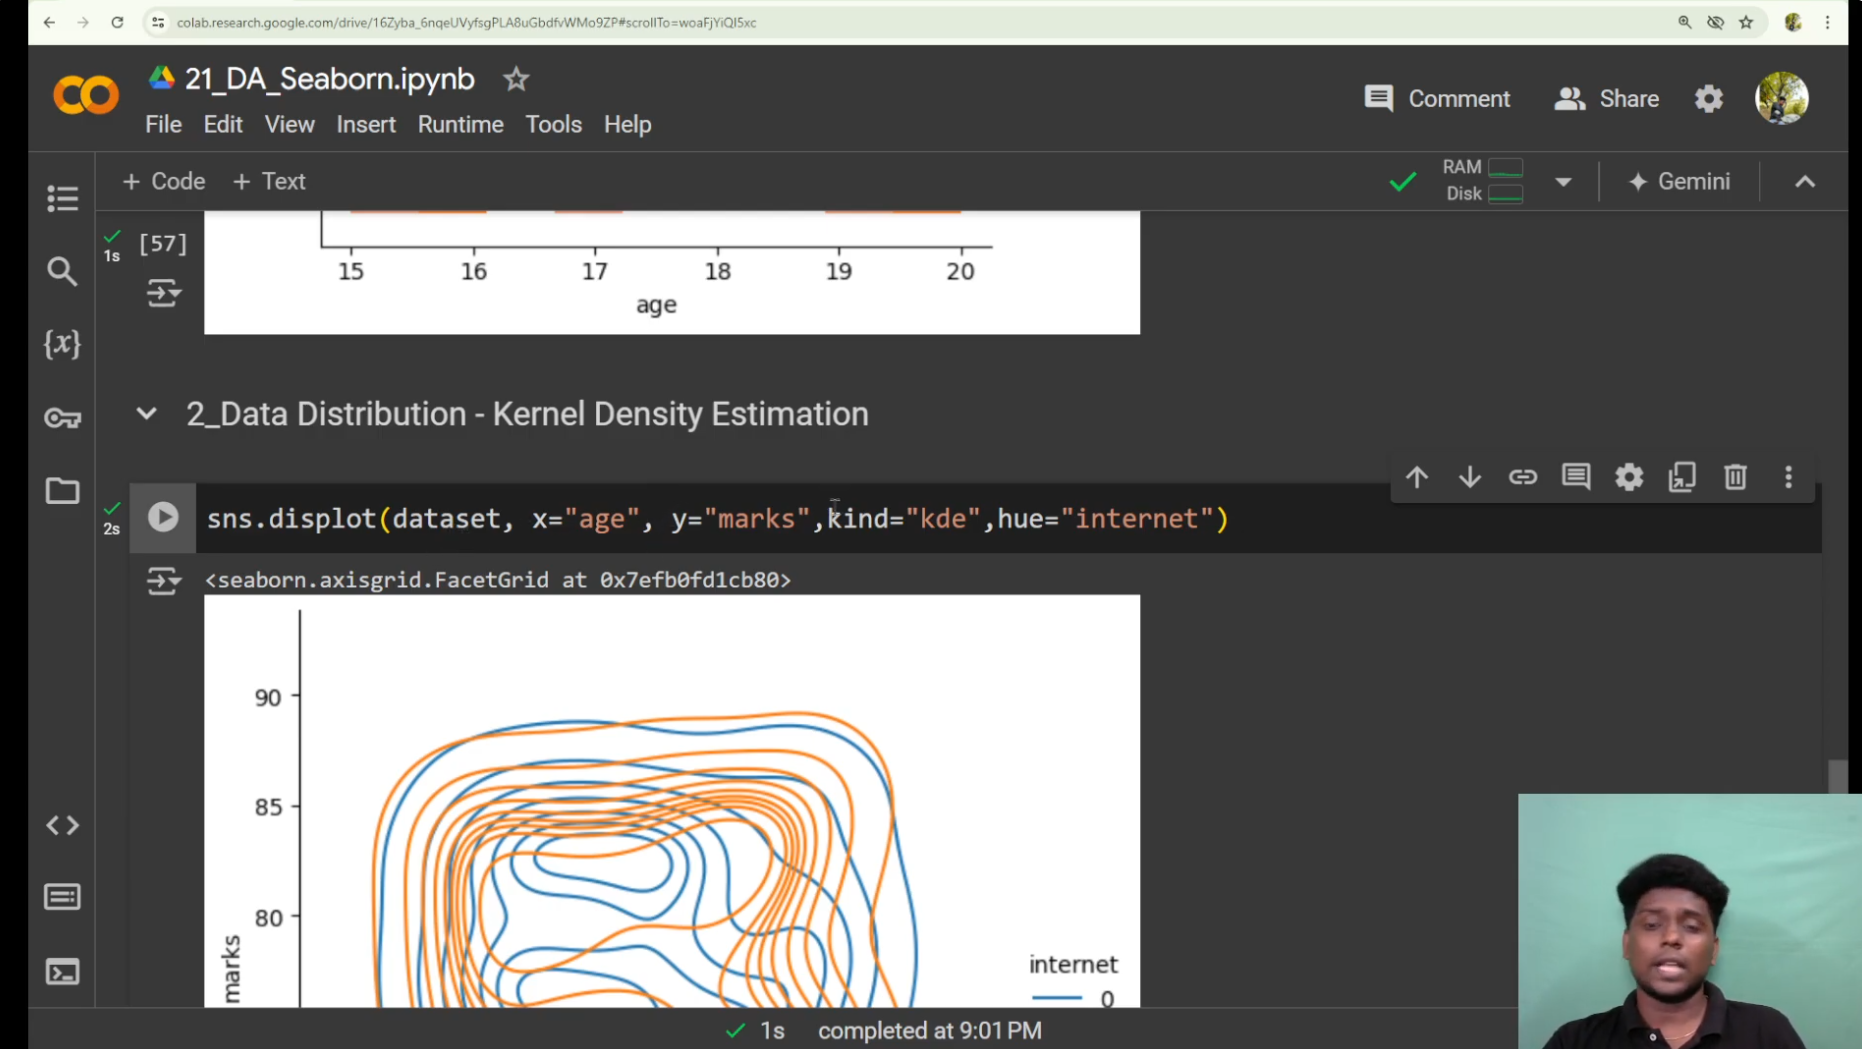 colab.research.google.com/drive/16Zyba_6nqeUVyfsgPLA8uGbdfvWMo9ZP#scrollTo=woaFjYiQI5xc
21_DA_Seaborn.ipynb
Comment
Share
File Edit View Insert Runtime Tools Help
+ Code + Text
RAM
Disk
Gemini
1s
[57]
15 16 17 18 19 20
age
2_Data Distribution - Kernel Density Estimation
2s
sns.displot(dataset, x="age", y="marks",kind="kde",hue="internet")
<seaborn.axisgrid.FacetGrid at 0x7efb0fd1cb80>
90
85
80
marks
internet
0
1s completed at 9:01 PM